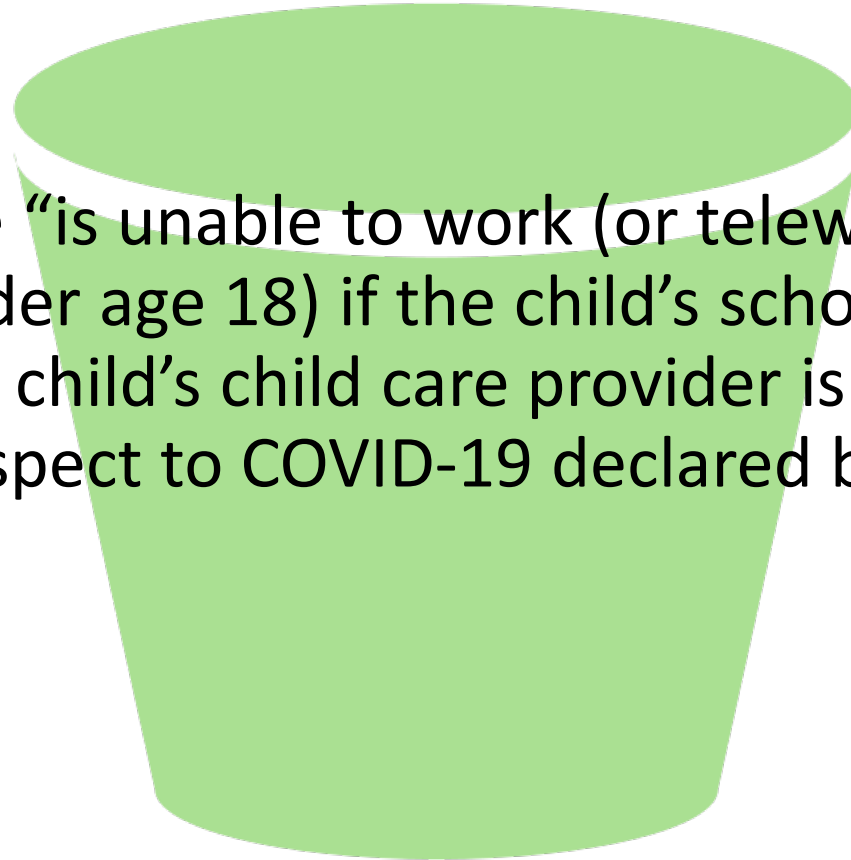 “is unable to work (or telew
der age 18) if the child’s scho
child’s child care provider is
spect to COVID-19 declared b